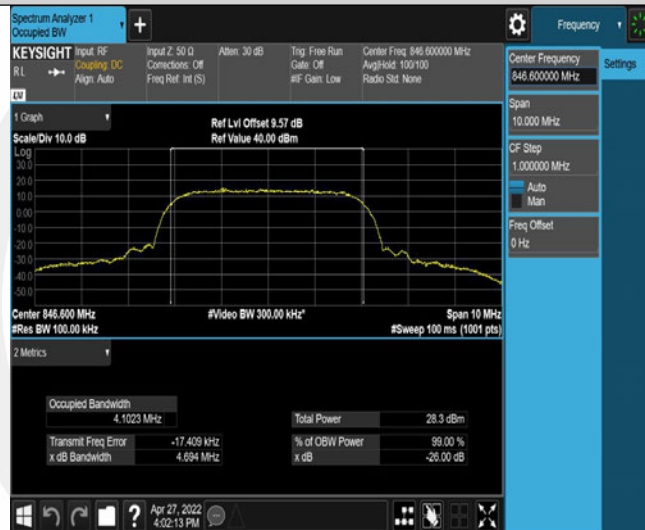 Spectrum Analyzer 1
Occupied BW
+
Frequency
KEYSIGHT
RL
Input: RF
Coupling: DC
Align: Auto
Input Z: 50 Ω
Corrections: Off
Freq Ref: Int (S)
Atten: 30 dB
Trig: Free Run
Gate: Off
#IF Gain: Low
Center Freq: 846.600000 MHz
Avg|Hold: 100/100
Radio Std: None
LXI
1 Graph
Scale/Div 10.0 dB
Ref Lvl Offset 9.57 dB
Ref Value 40.00 dBm
Log
30.0
20.0
10.0
0.00
-10.0
-20.0
-30.0
-40.0
-50.0
Center 846.600 MHz
#Res BW 100.00 kHz
#Video BW 300.00 kHz*
Span 10 MHz
#Sweep 100 ms (1001 pts)
2 Metrics
Occupied Bandwidth
4.1023 MHz
Total Power 28.3 dBm
Transmit Freq Error -17.409 kHz
% of OBW Power 99.00 %
x dB Bandwidth 4.694 MHz
x dB -26.00 dB
Apr 27, 2022
4:02:13 PM
Center Frequency
846.600000 MHz
Settings
Span
10.000 MHz
CF Step
1.000000 MHz
Auto
Man
Freq Offset
0 Hz